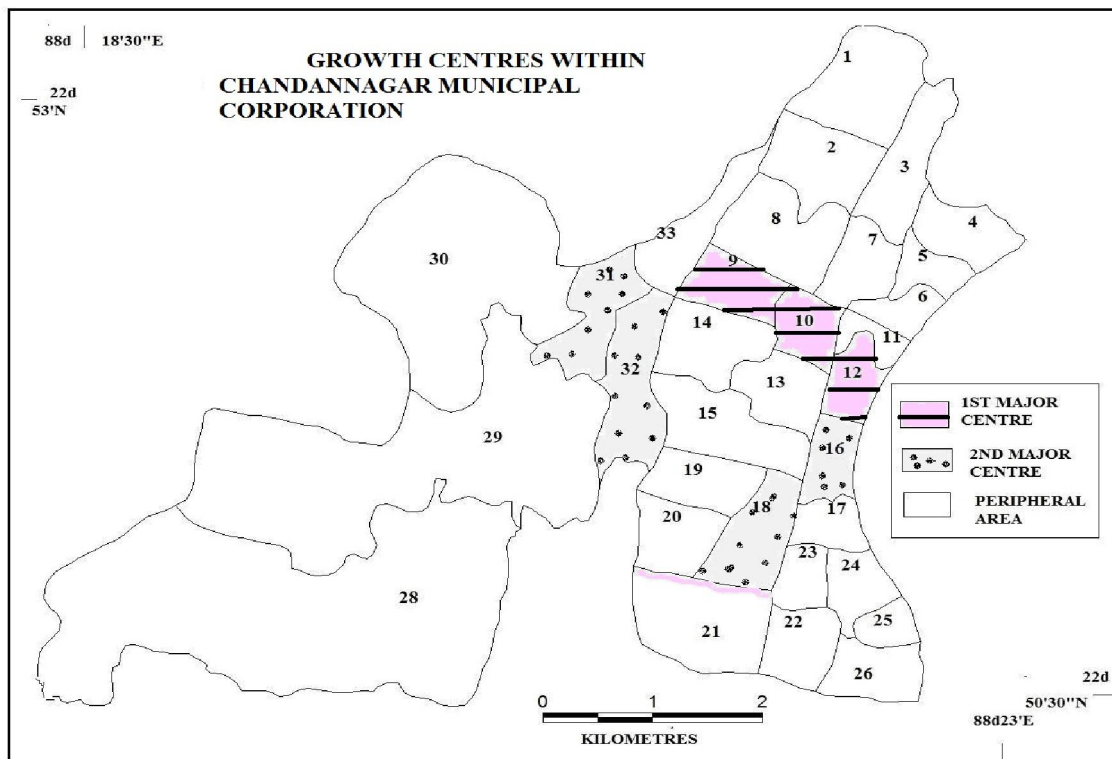 88d 18'30"E
22d
53'N
GROWTH CENTRES WITHIN
CHANDANNAGAR MUNICIPAL
CORPORATION
1
2
3
4
33
8
7
5
30
31
9
6
14
10
11
32
12
13
15
29
16
19
18
17
20
23
24
28
21
22
25
26
1ST MAJOR
CENTRE
2ND MAJOR
CENTRE
PERIPHERAL
AREA
0 1 2
KILOMETRES
22d
50'30"N
88d23'E